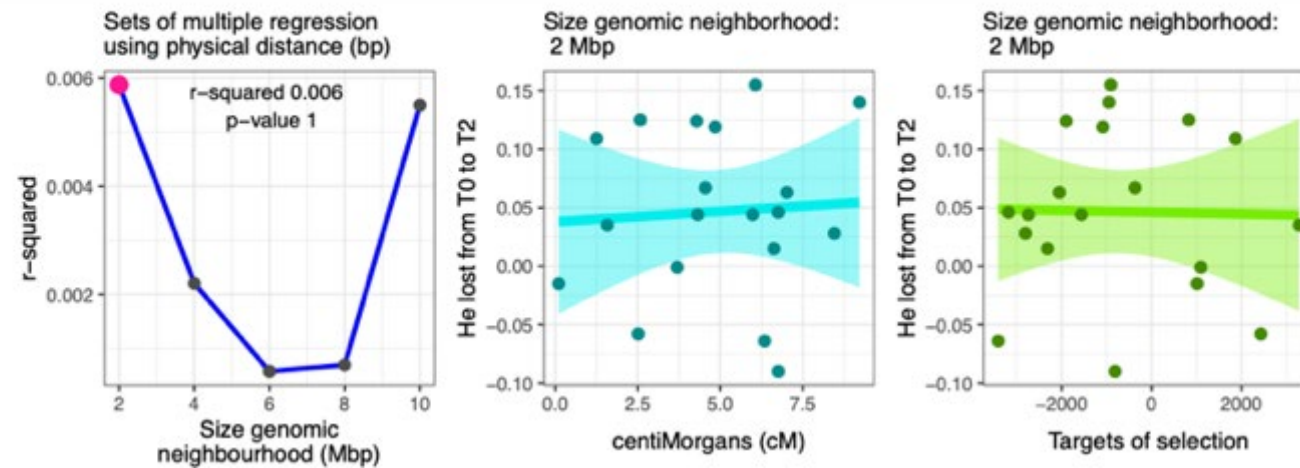 Sets of multiple regression
using physical distance (bp)
0.006
0.004
0.002
r-squared
r-squared 0.006
p-value 1
2
4
6
8
10
Size genomic
neighbourhood (Mbp)
Size genomic neighborhood:
2 Mbp
0.15
0.10
0.05
0.00
−0.05
−0.10
He lost from T0 to T2
0.0
2.5
5.0
7.5
centiMorgans (cM)
Size genomic neighborhood:
2 Mbp
0.15
0.10
0.05
0.00
−0.05
−0.10
He lost from T0 to T2
−2000
0
2000
Targets of selection